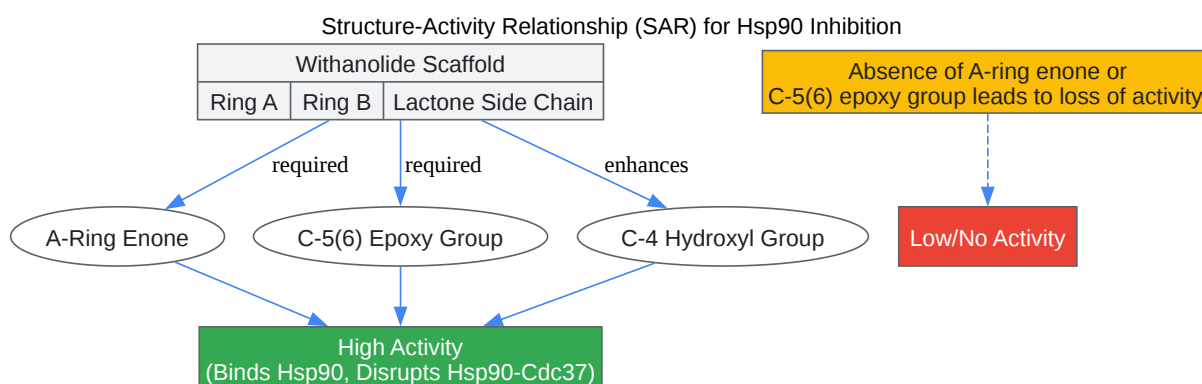 Structure-Activity Relationship (SAR) for Hsp90 Inhibition
Withanolide Scaffold
Ring A
Ring B
Lactone Side Chain
Absence of A-ring enone or
C-5(6) epoxy group leads to loss of activity
required
required
enhances
A-Ring Enone
C-5(6) Epoxy Group
C-4 Hydroxyl Group
Low/No Activity
High Activity
(Binds Hsp90, Disrupts Hsp90-Cdc37)